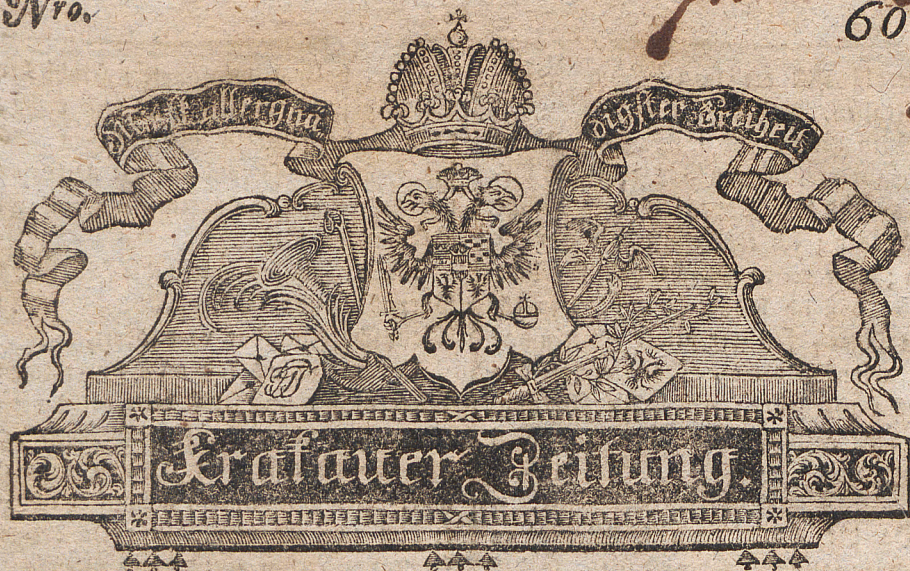 Nro. 60
Mit k.k. allergnä digster Freiheit
Krakauer Zeitung.